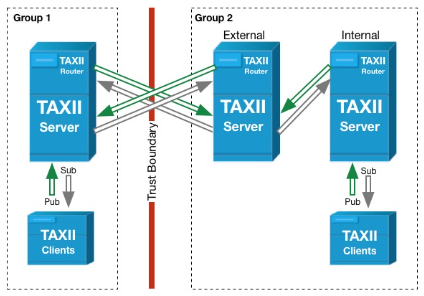 Group 1
Group 2
External
Internal
TAXII
Router
TAXII
Server
TAXII
Router
TAXII
Server
TAXII
Router
TAXII
Server
Trust Boundary
Sub
Pub
TAXII
Clients
Sub
Pub
TAXII
Clients